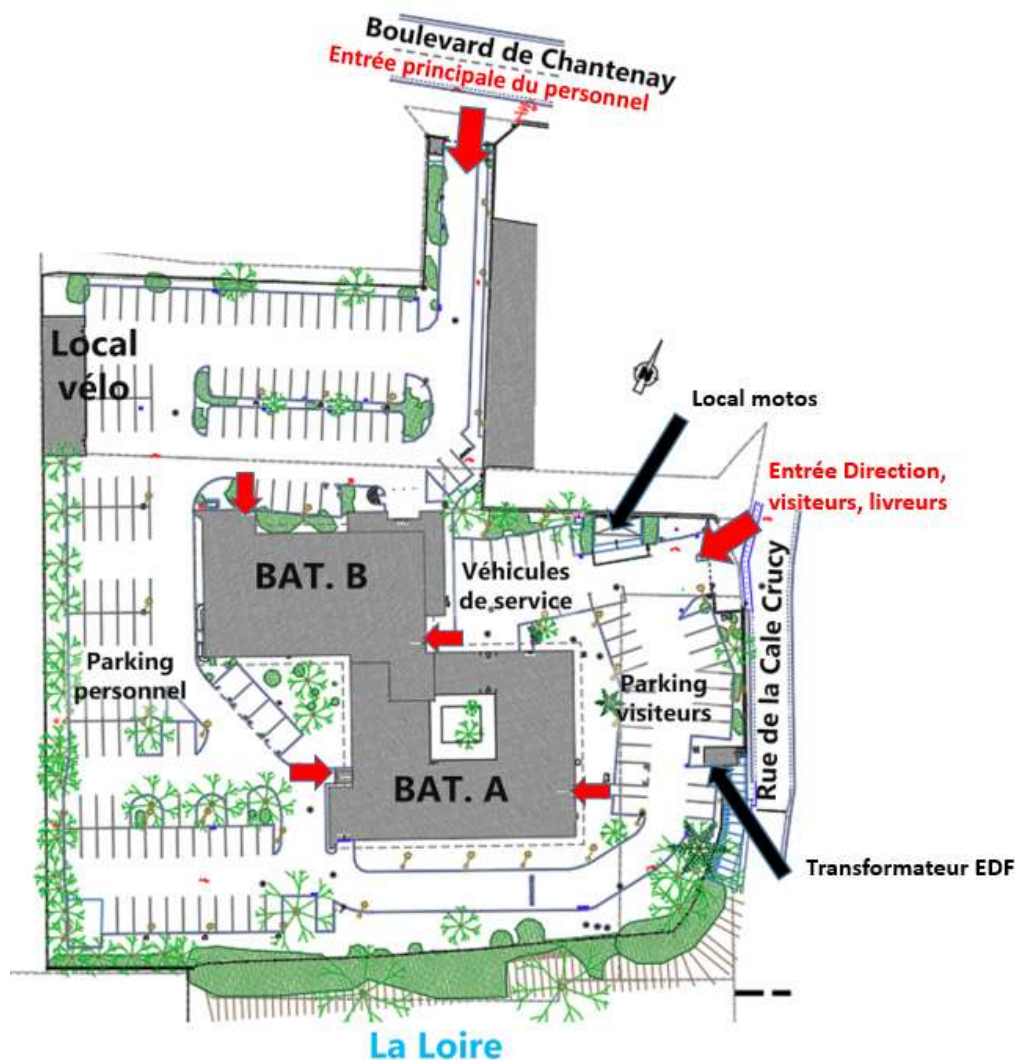 Boulevard de Chantenay
Entrée principale du personnel
Local
vélo
N
Local motos
Entrée Direction,
visiteurs, livreurs
BAT. B
Véhicules
de service
Parking
personnel
Parking
visiteurs
Rue de la Cale Crucy
BAT. A
Transformateur EDF
La Loire